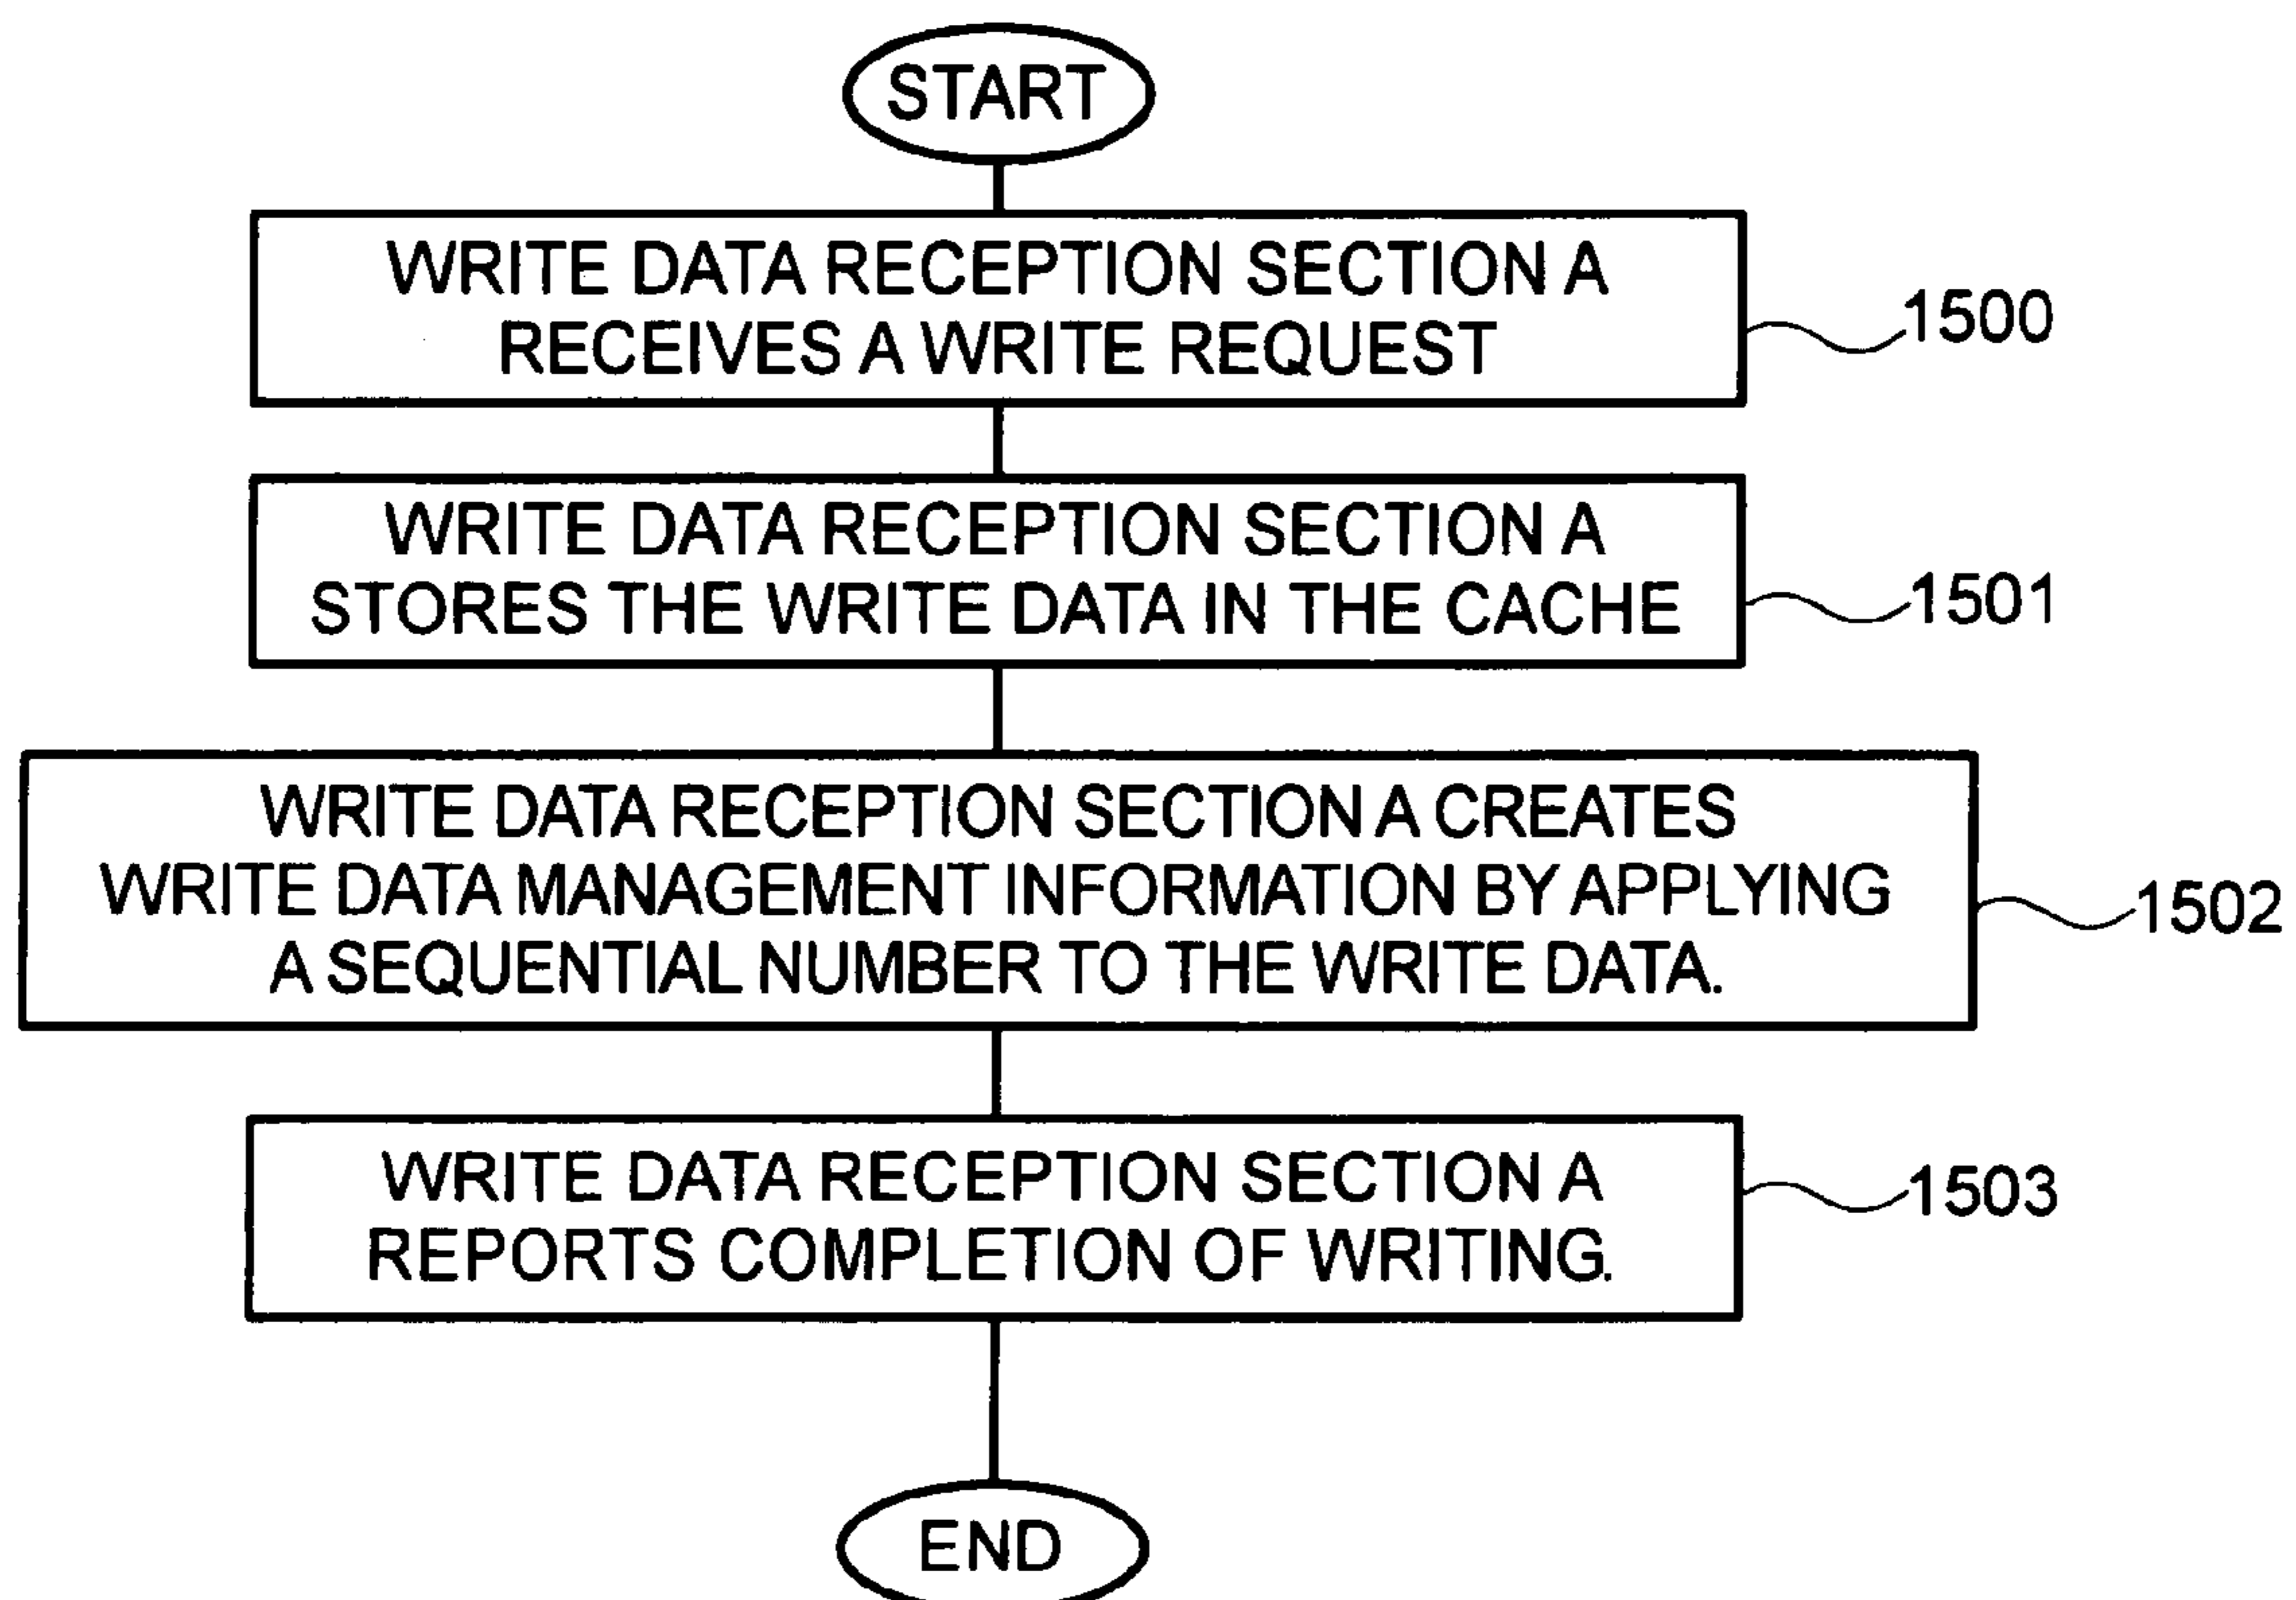 START
WRITE DATA RECEPTION SECTION A
RECEIVES A WRITE REQUEST
1500
WRITE DATA RECEPTION SECTION A
STORES THE WRITE DATA IN THE CACHE
1501
WRITE DATA RECEPTION SECTION A CREATES
WRITE DATA MANAGEMENT INFORMATION BY APPLYING
A SEQUENTIAL NUMBER TO THE WRITE DATA.
1502
WRITE DATA RECEPTION SECTION A
REPORTS COMPLETION OF WRITING.
1503
END